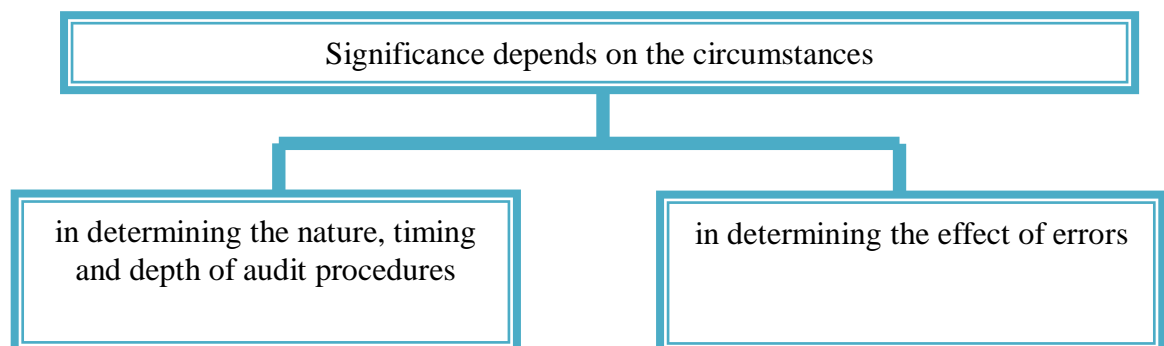 Significance depends on the circumstances
in determining the nature, timing
and depth of audit procedures
in determining the effect of errors